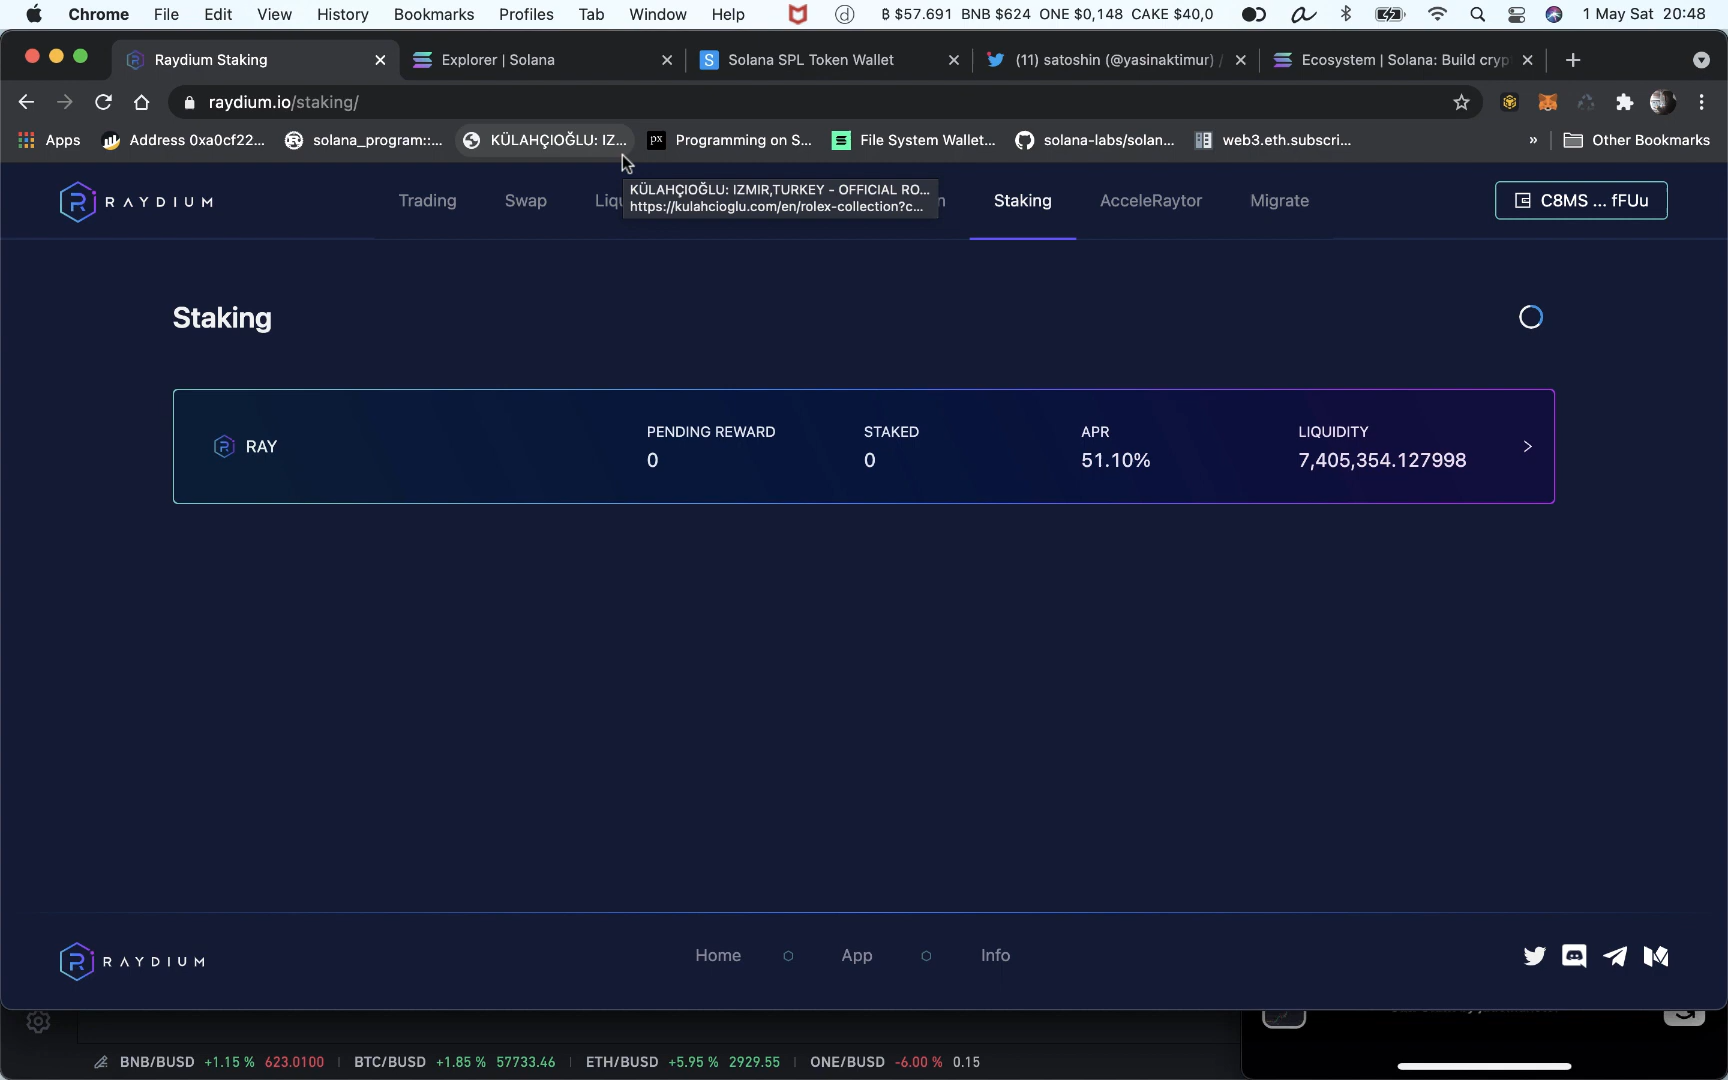 Chrome File Edit View History Bookmarks Profiles Tab Window Help ₿ $57.691 BNB $624 ONE $0,148 CAKE $40,0 1 May Sat 20:48
Raydium Staking Explorer | Solana Solana SPL Token Wallet (11) satoshin (@yasinaktimur) / Ecosystem | Solana: Build cryp
raydium.io/staking/
Apps Address 0xa0cf22... solana_program::... KÜLAHÇIOĞLU: IZ... Programming on S... File System Wallet... solana-labs/solan... web3.eth.subscri... » Other Bookmarks
KÜLAHÇIOĞLU: IZMIR,TURKEY - OFFICIAL RO...
https://kulahcioglu.com/en/rolex-collection?c...
RAYDIUM Trading Swap Liqu n Staking AcceleRaytor Migrate C8MS ... fFUu
Staking
PENDING REWARD STAKED APR LIQUIDITY
RAY 0 0 51.10% 7,405,354.127998
RAYDIUM Home App Info
BNB/BUSD +1.15 % 623.0100 BTC/BUSD +1.85 % 57733.46 ETH/BUSD +5.95 % 2929.55 ONE/BUSD -6.00 % 0.15